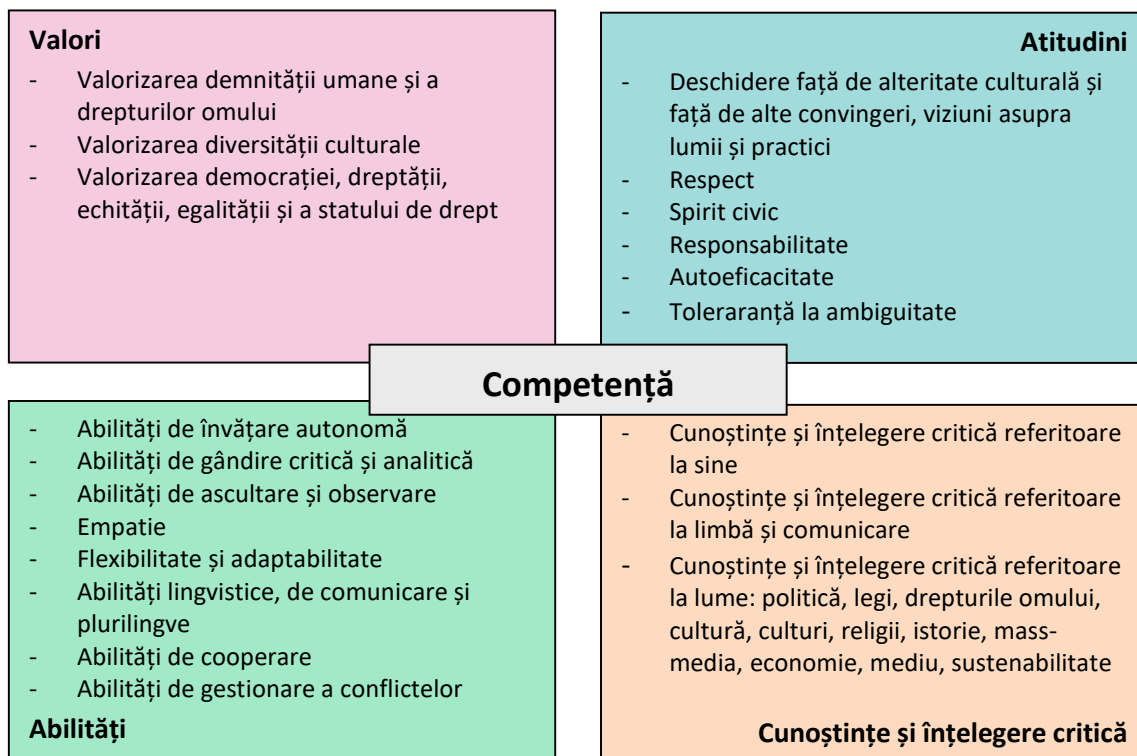 Valori
- Valorizarea demnității umane și a
drepturilor omului
- Valorizarea diversității culturale
- Valorizarea democrației, dreptății,
echității, egalității și a statului de drept
Atitudini
- Deschidere față de alteritate culturală și
față de alte convingeri, viziuni asupra
lumii și practici
- Respect
- Spirit civic
- Responsabilitate
- Autoeficacitate
- Toleraranță la ambiguitate
Competență
- Abilități de învățare autonomă
- Abilități de gândire critică și analitică
- Abilități de ascultare și observare
- Empatie
- Flexibilitate și adaptabilitate
- Abilități lingvistice, de comunicare și
plurilingve
- Abilități de cooperare
- Abilități de gestionare a conflictelor
Abilități
- Cunoștințe și înțelegere critică referitoare
la sine
- Cunoștințe și înțelegere critică referitoare
la limbă și comunicare
- Cunoștințe și înțelegere critică referitoare
la lume: politică, legi, drepturile omului,
cultură, culturi, religii, istorie, mass-
media, economie, mediu, sustenabilitate
Cunoștințe și înțelegere critică